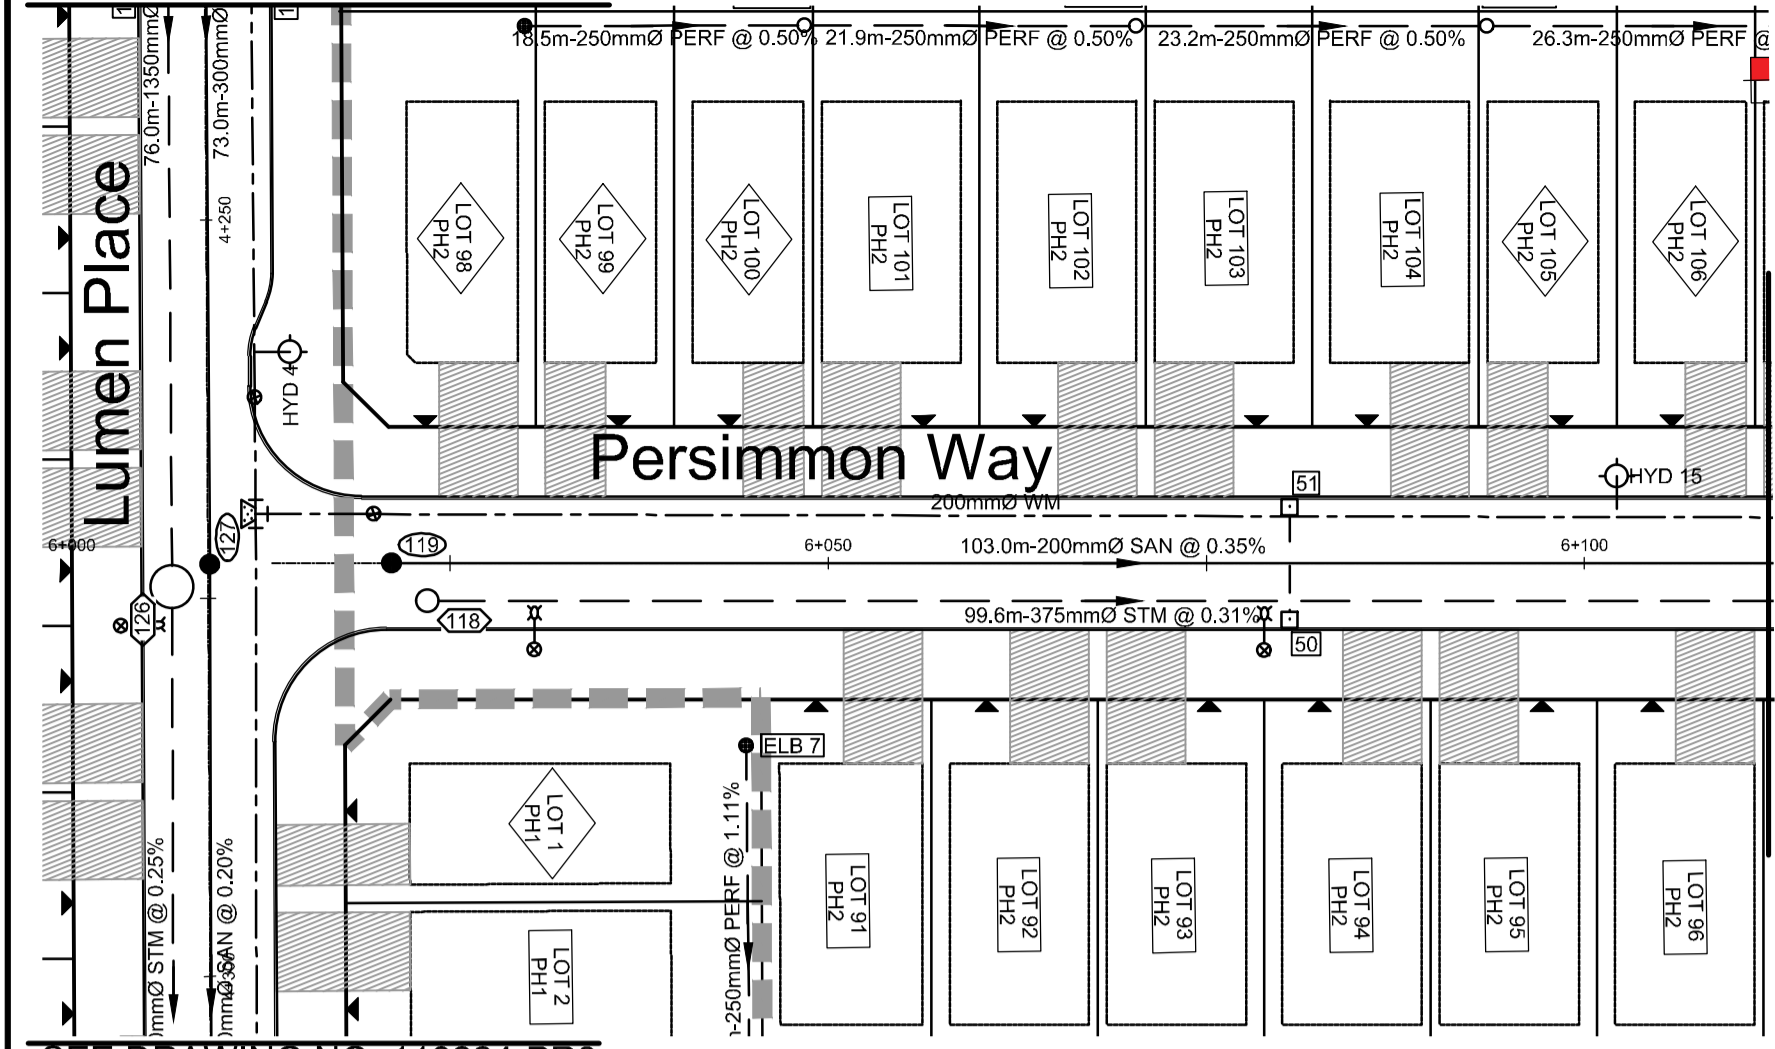 18.5m-250mmØ PERF @ 0.50%
21.9m-250mmØ PERF @ 0.50%
23.2m-250mmØ PERF @ 0.50%
26.3m-250mmØ PERF @
76.0m-1350mmØ
73.0m-300mmØ
4+250
Lumen Place
LOT 98
PH2
LOT 99
PH2
LOT 100
PH2
LOT 101
PH2
LOT 102
PH2
LOT 103
PH2
LOT 104
PH2
LOT 105
PH2
LOT 106
PH2
HYD 4
Persimmon Way
51
HYD 15
200mmØ WM
127
6+000
119
6+050
103.0m-200mmØ SAN @ 0.35%
6+100
126
118
99.6m-375mmØ STM @ 0.31%
50
ELB 7
LOT 1
PH1
-250mmØ PERF @ 1.11%
mmØ STM @ 0.25%
mmØ SAN @ 0.20%
LOT 91
PH2
LOT 92
PH2
LOT 93
PH2
LOT 94
PH2
LOT 95
PH2
LOT 96
PH2
LOT 2
PH1